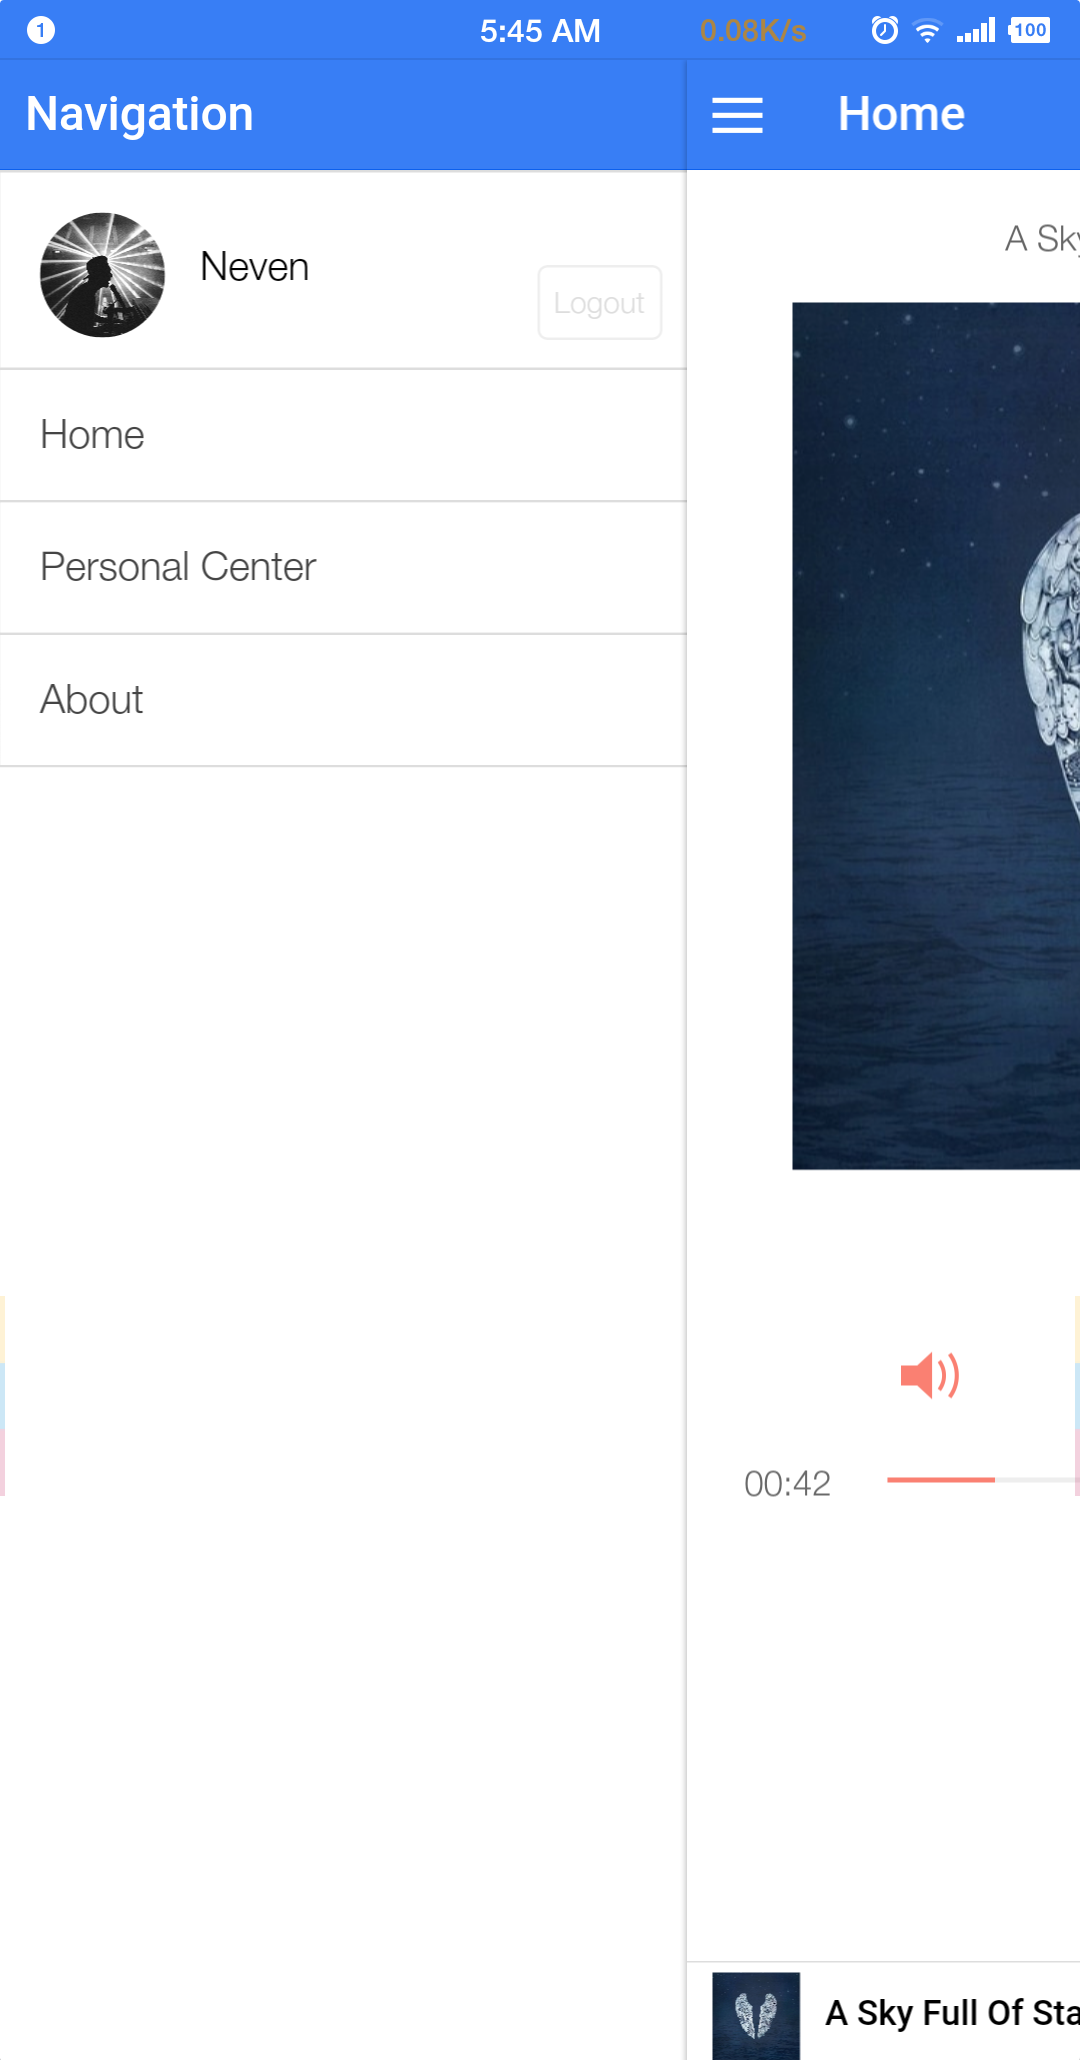 1 5:45 AM 0.08K/s 100
Navigation
Home
A Sky
Neven
Logout
Home
Personal Center
About
00:42
A Sky Full Of Sta